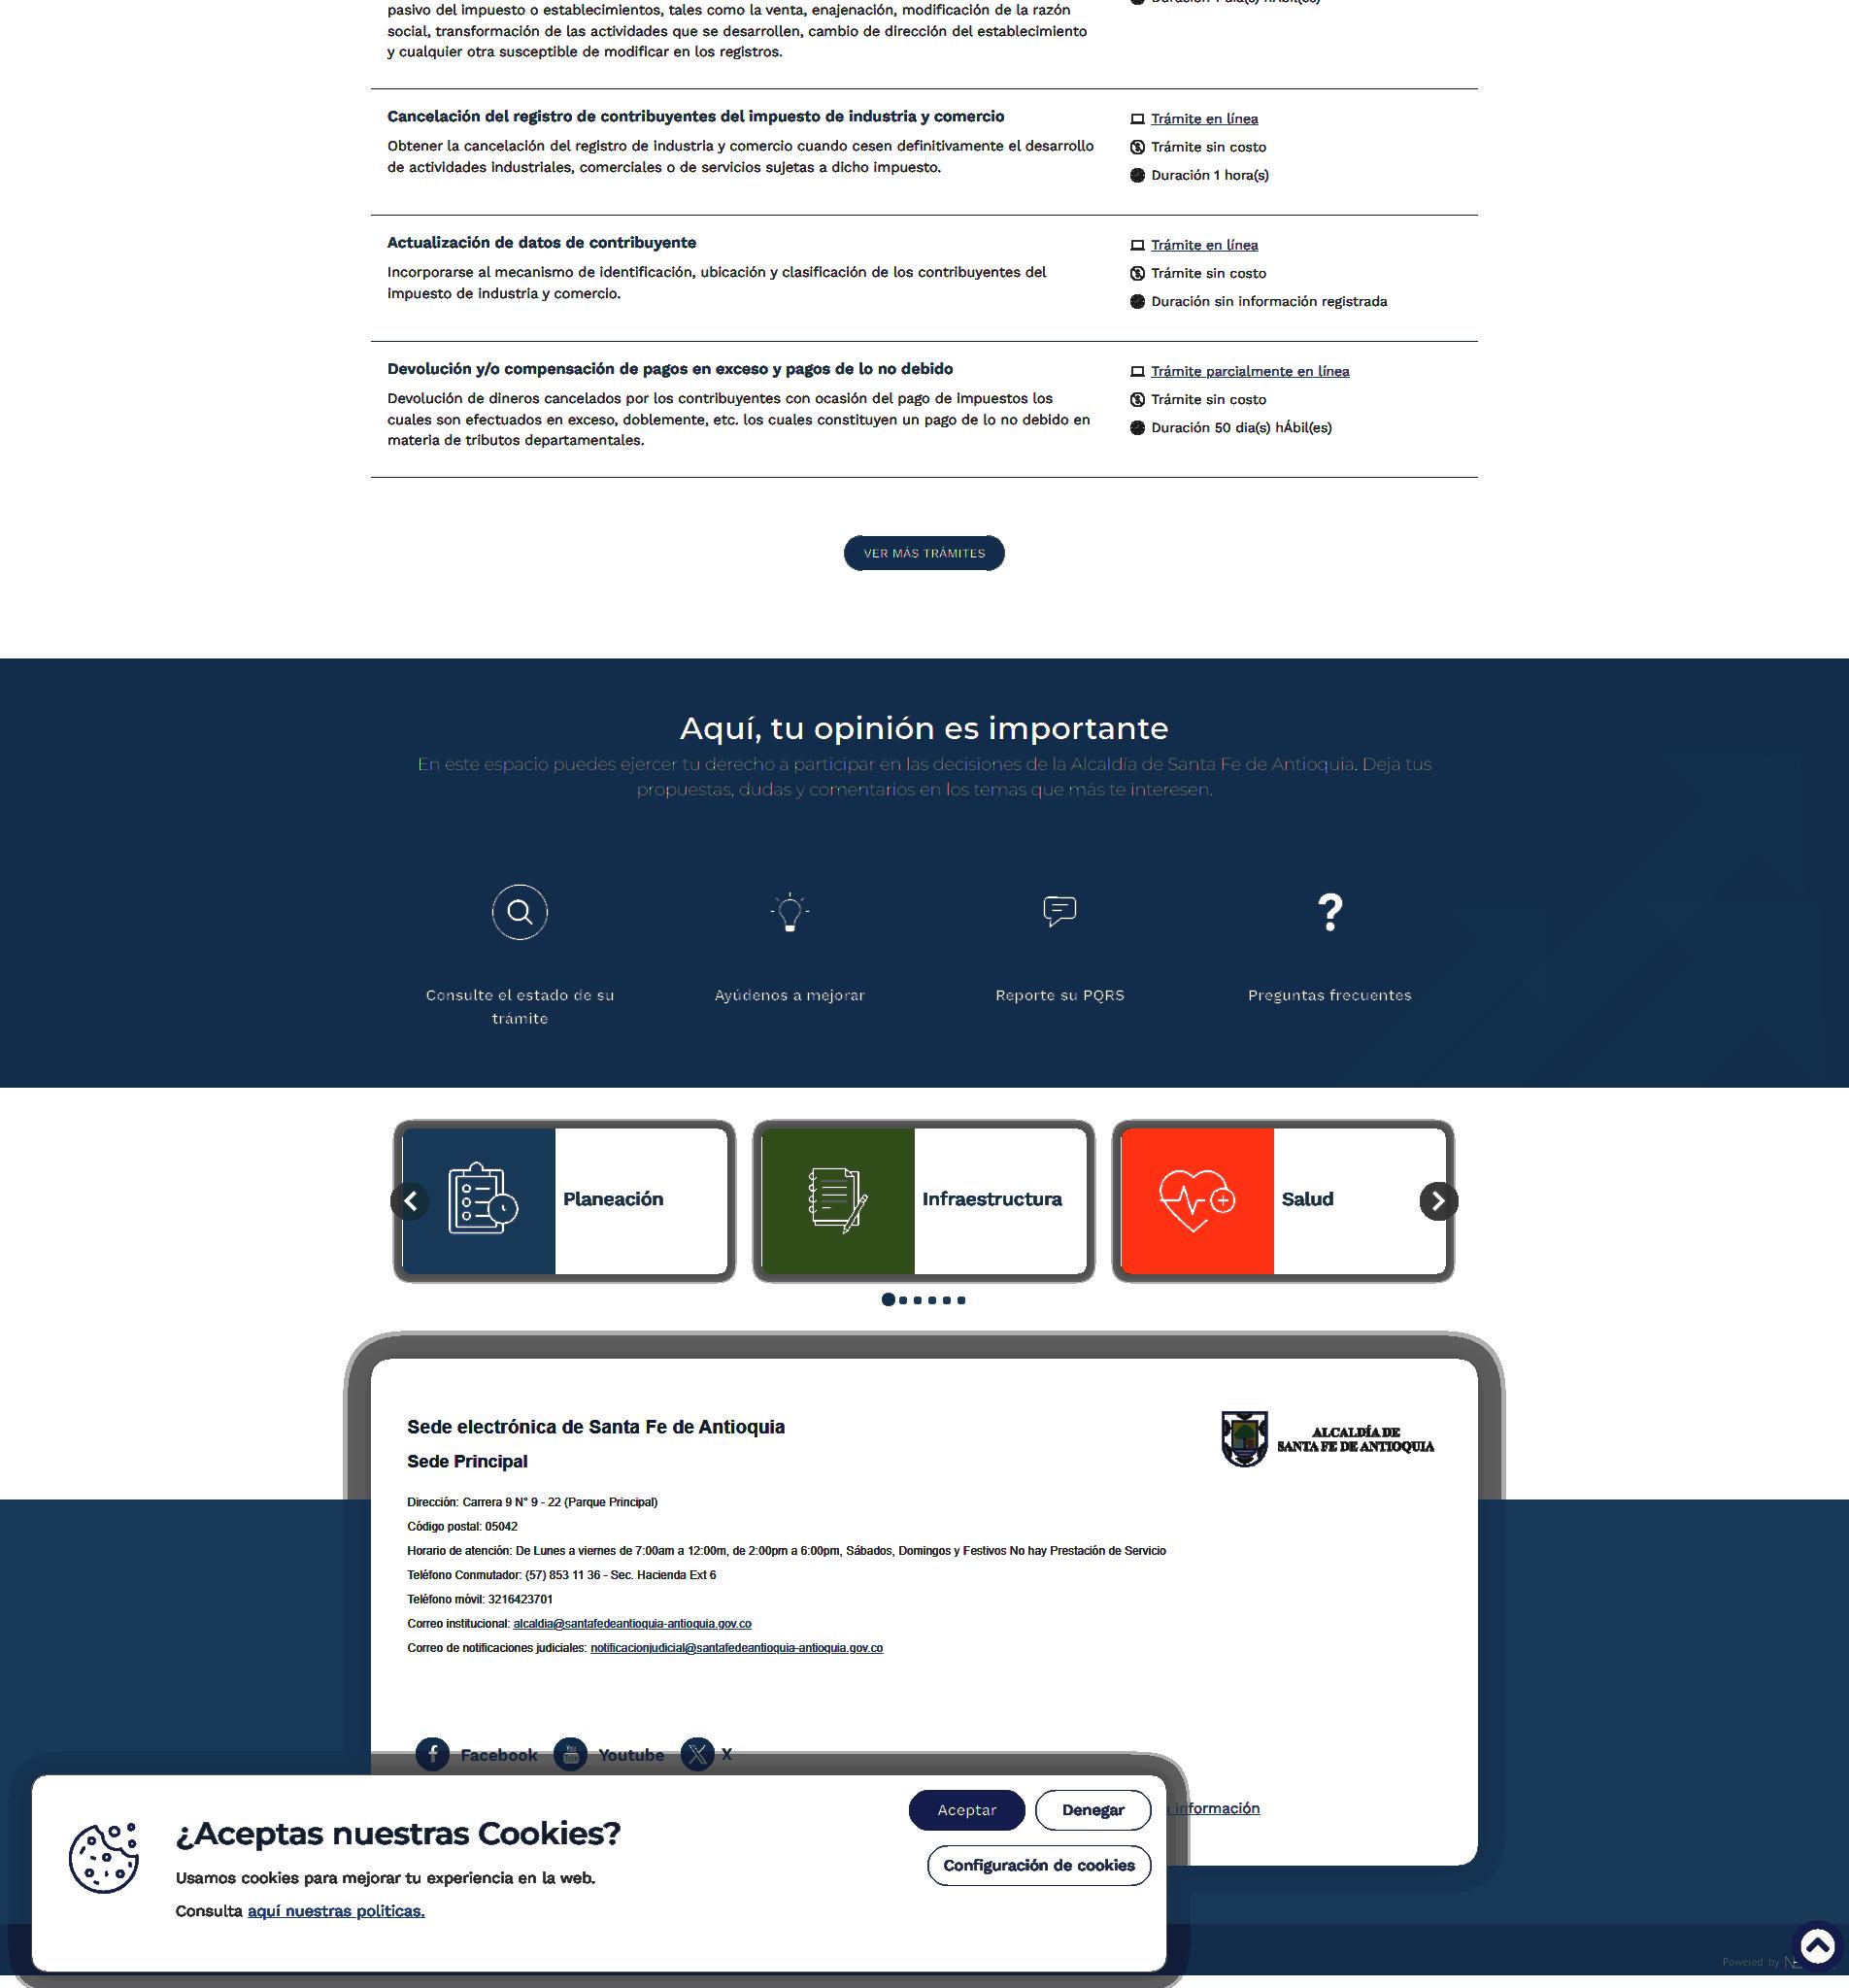 pasivo del impuesto o establecimientos, tales como la venta, enajenación, modificación de la razón
social, transformación de las actividades que se desarrollen, cambio de dirección del establecimiento
y cualquier otra susceptible de modificar en los registros.
Cancelación del registro de contribuyentes del impuesto de industria y comercio
Obtener la cancelación del registro de industria y comercio cuando cesen definitivamente el desarrollo
de actividades industriales, comerciales o de servicios sujetas a dicho impuesto.
Trámite en línea
Trámite sin costo
Duración 1 hora(s)
Actualización de datos de contribuyente
Incorporarse al mecanismo de identificación, ubicación y clasificación de los contribuyentes del
impuesto de industria y comercio.
Trámite en línea
Trámite sin costo
Duración sin información registrada
Devolución y/o compensación de pagos en exceso y pagos de lo no debido
Devolución de dineros cancelados por los contribuyentes con ocasión del pago de impuestos los
cuales son efectuados en exceso, doblemente, etc. los cuales constituyen un pago de lo no debido en
materia de tributos departamentales.
Trámite parcialmente en línea
Trámite sin costo
Duración 50 dia(s) hÁbil(es)
VER MÁS TRÁMITES
Aquí, tu opinión es importante
En este espacio puedes ejercer tu derecho a participar en las decisiones de la Alcaldía de Santa Fe de Antioquia. Deja tus
propuestas, dudas y comentarios en los temas que más te interesen.
Consulte el estado de su
trámite
Ayúdenos a mejorar
Reporte su PQRS
Preguntas frecuentes
Planeación
Infraestructura
Salud
Sede electrónica de Santa Fe de Antioquia
Sede Principal
ALCALDÍA DE
SANTA FE DE ANTIOQUIA
Dirección: Carrera 9 N° 9 - 22 (Parque Principal)
Código postal: 05042
Horario de atención: De Lunes a viernes de 7:00am a 12:00m, de 2:00pm a 6:00pm, Sábados, Domingos y Festivos No hay Prestación de Servicio
Teléfono Conmutador: (57) 853 11 36 - Sec. Hacienda Ext 6
Teléfono móvil: 3216423701
Correo institucional: alcaldia@santafedeantioquia-antioquia.gov.co
Correo de notificaciones judiciales: notificacionjudicial@santafedeantioquia-antioquia.gov.co
Facebook
Youtube
X
información
¿Aceptas nuestras Cookies?
Usamos cookies para mejorar tu experiencia en la web.
Consulta aquí nuestras politicas.
Aceptar
Denegar
Configuración de cookies
Powered by